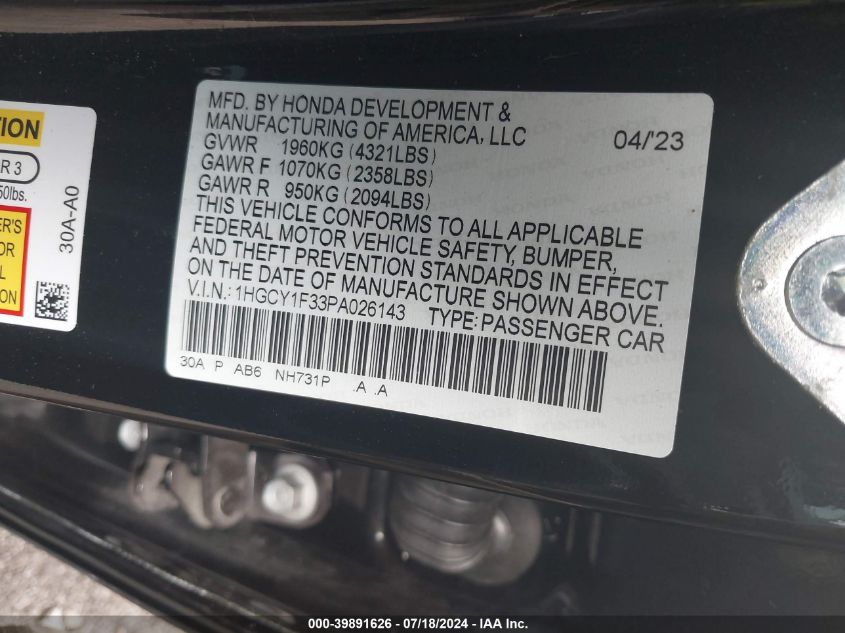 MFD. BY HONDA DEVELOPMENT &
MANUFACTURING OF AMERICA, LLC 04/'23
GVWR 1960KG (4321LBS)
GAWR F 1070KG (2358LBS)
GAWR R 950KG (2094LBS)
THIS VEHICLE CONFORMS TO ALL APPLICABLE
FEDERAL MOTOR VEHICLE SAFETY, BUMPER,
AND THEFT PREVENTION STANDARDS IN EFFECT
ON THE DATE OF MANUFACTURE SHOWN ABOVE.
V.I.N.: 1HGCY1F33PA026143 TYPE: PASSENGER CAR
30A P AB6 NH731P .A .A
R 3
30A-A0
000-39891626 - 07/18/2024 - IAA Inc.